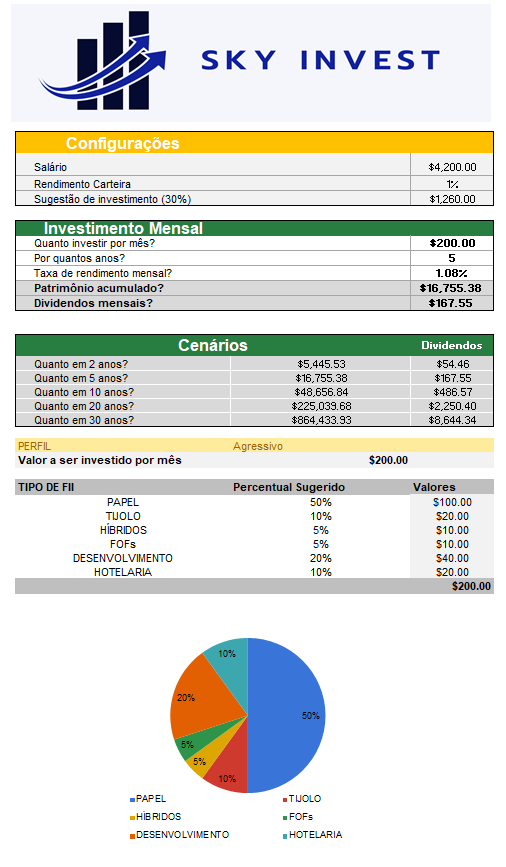 SKY INVEST
Configurações
Salário $4,200.00
Rendimento Carteira 1%
Sugestão de investimento (30%) $1,260.00
Investimento Mensal
Quanto investir por mês? $200.00
Por quantos anos? 5
Taxa de rendimento mensal? 1.08%
Patrimônio acumulado? $16,755.38
Dividendos mensais? $167.55
Cenários Dividendos
Quanto em 2 anos? $5,445.53 $54.46
Quanto em 5 anos? $16,755.38 $167.55
Quanto em 10 anos? $48,656.84 $486.57
Quanto em 20 anos? $225,039.68 $2,250.40
Quanto em 30 anos? $864,433.93 $8,644.34
PERFIL Agressivo
Valor a ser investido por mês $200.00
TIPO DE FII Percentual Sugerido Valores
PAPEL 50% $100.00
TIJOLO 10% $20.00
HÍBRIDOS 5% $10.00
FOFs 5% $10.00
DESENVOLVIMENTO 20% $40.00
HOTELARIA 10% $20.00
$200.00
10%
20%
50%
5%
5%
10%
PAPEL TIJOLO
HÍBRIDOS FOFs
DESENVOLVIMENTO HOTELARIA